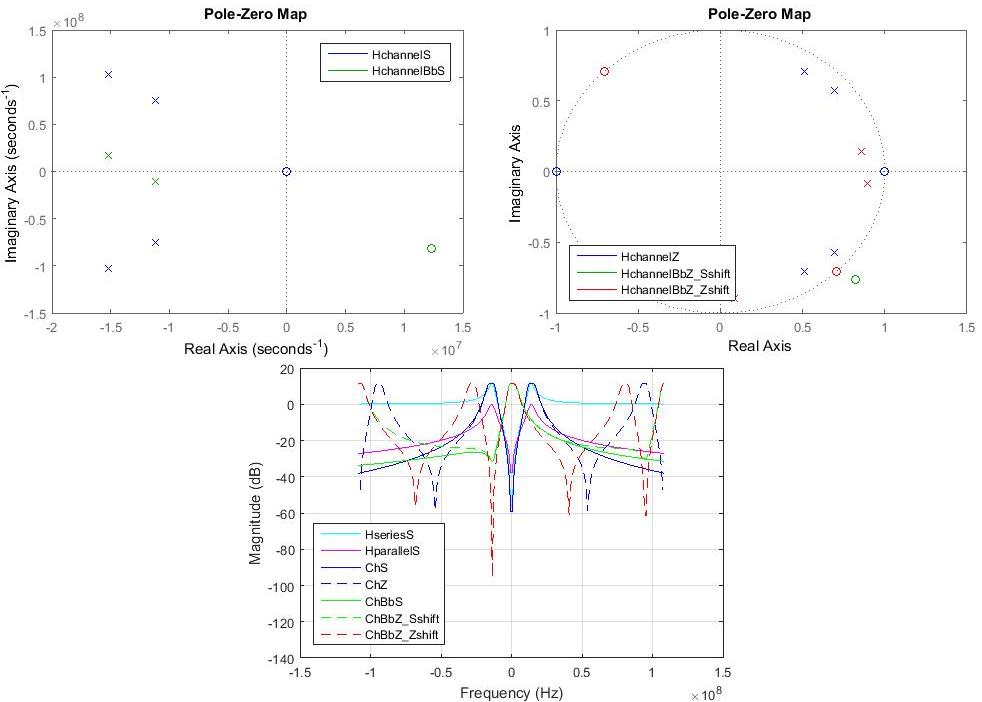 Pole-Zero Map
× 10^8
1.5
1
0.5
0
-0.5
-1
-1.5
Imaginary Axis (seconds^-1)
HchannelS
HchannelBbS
-2
-1.5
-1
-0.5
0
0.5
1
1.5
Real Axis (seconds^-1)
× 10^7
Pole-Zero Map
1
0.5
0
-0.5
-1
Imaginary Axis
HchannelZ
HchannelBbZ_Sshift
HchannelBbZ_Zshift
-1
-0.5
0
0.5
1
1.5
Real Axis
20
0
-20
-40
-60
-80
-100
-120
-140
Magnitude (dB)
HseriesS
HparallelS
ChS
ChZ
ChBbS
ChBbZ_Sshift
ChBbZ_Zshift
-1.5
-1
-0.5
0
0.5
1
1.5
Frequency (Hz)
× 10^8